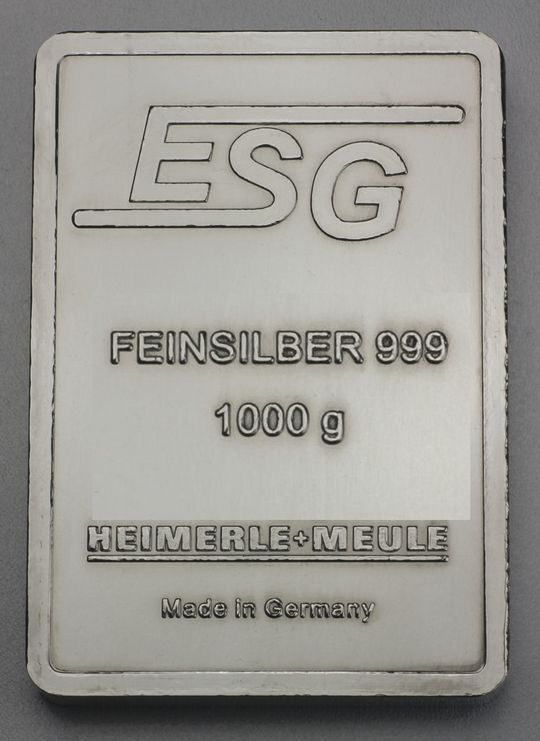 ESG
FEINSILBER 999
1000 g
HEIMERLE+MEULE
Made in Germany